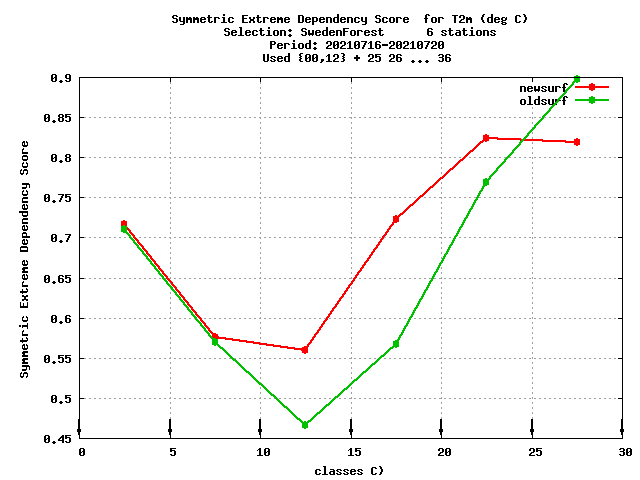 Symmetric Extreme Dependency Score  for T2m (deg C)
Selection: SwedenForest      6 stations
Period: 20210716-20210720
Used {00,12} + 25 26 ... 36
newsurf
oldsurf
Symmetric Extreme Dependency Score
0.9
0.85
0.8
0.75
0.7
0.65
0.6
0.55
0.5
0.45
0 5 10 15 20 25 30
classes C)